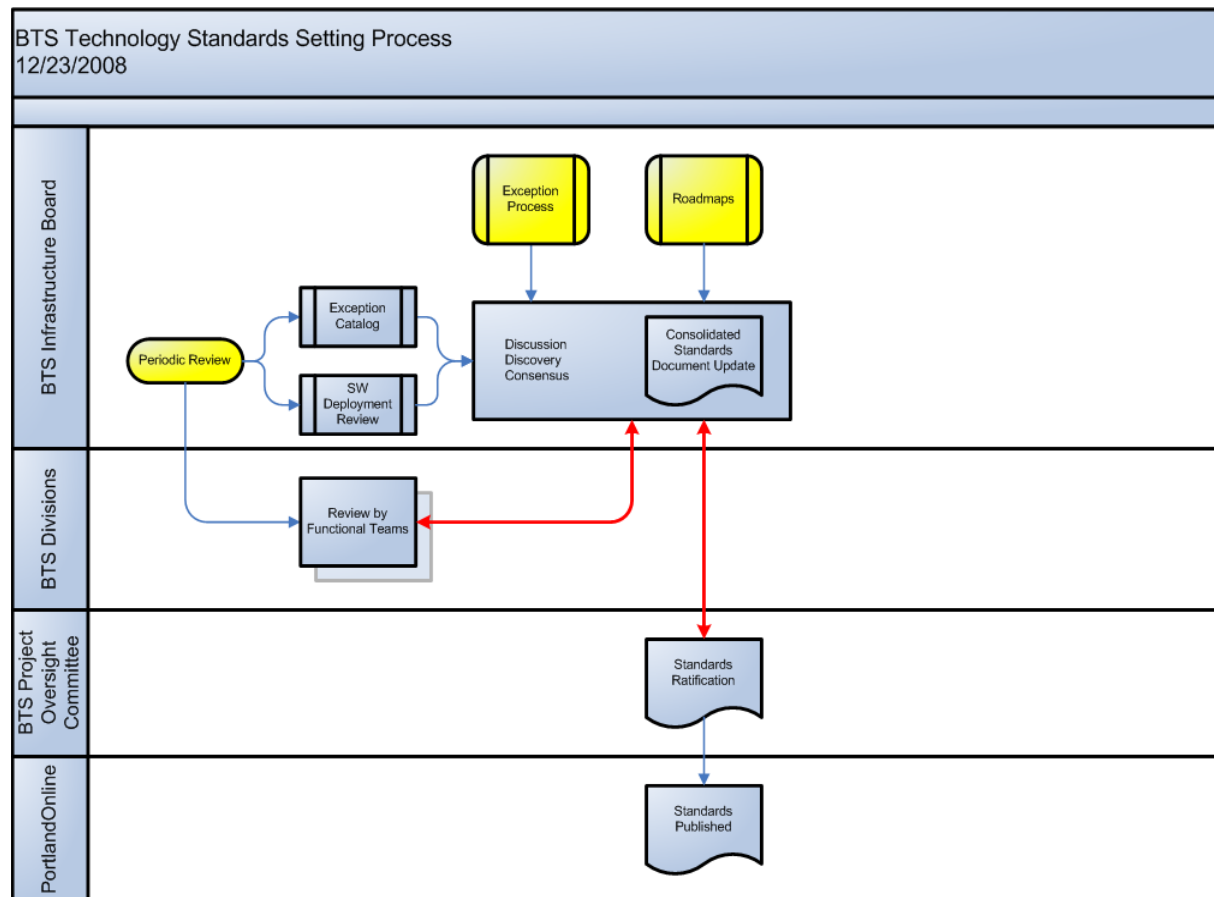 BTS Technology Standards Setting Process
12/23/2008
BTS Infrastructure Board
Exception
Process
Roadmaps
Periodic Review
Exception
Catalog
SW
Deployment
Review
Discussion
Discovery
Consensus
Consolidated
Standards
Document Update
BTS Divisions
Review by
Functional Teams
BTS Project
Oversight
Committee
Standards
Ratification
PortlandOnline
Standards
Published